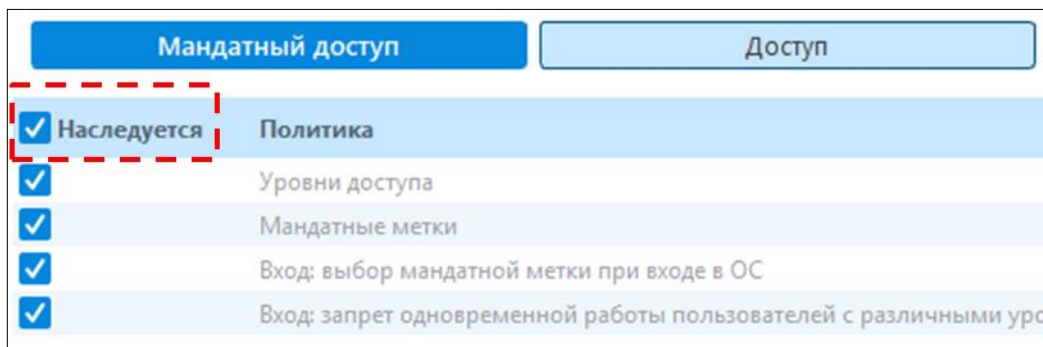 Мандатный доступ Доступ
Наследуется Политика
Уровни доступа
Мандатные метки
Вход: выбор мандатной метки при входе в ОС
Вход: запрет одновременной работы пользователей с различными